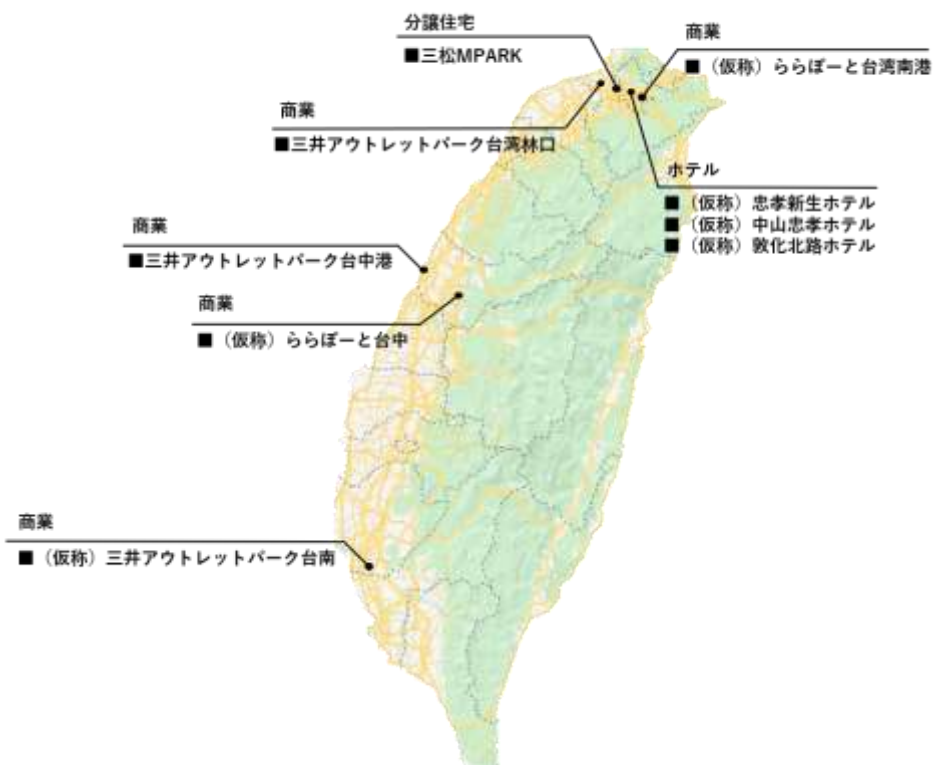 分譲住宅
■三松MPARK
商業
■（仮称）ららぽーと台湾南港
商業
■三井アウトレットパーク台湾林口
ホテル
■（仮称）忠孝新生ホテル
■（仮称）中山忠孝ホテル
■（仮称）敦化北路ホテル
商業
■三井アウトレットパーク台中港
商業
■（仮称）ららぽーと台中
商業
■（仮称）三井アウトレットパーク台南